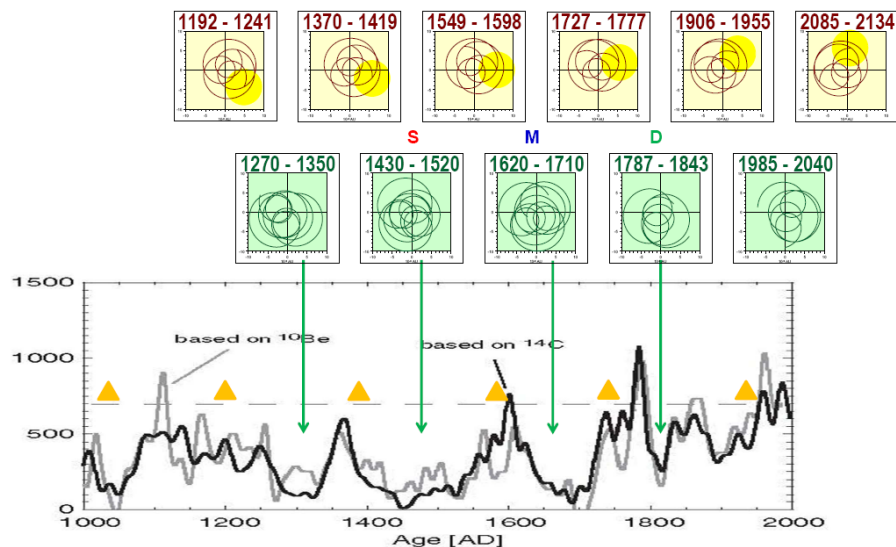 1192 - 1241 1370 - 1419 1549 - 1598 1727 - 1777 1906 - 1955 2085 - 2134
S M D
1270 - 1350 1430 - 1520 1620 - 1710 1787 - 1843 1985 - 2040
1500
1000
500
0
based on ¹⁰Be
based on ¹⁴C
1000 1200 1400 1600 1800 2000
Age [AD]